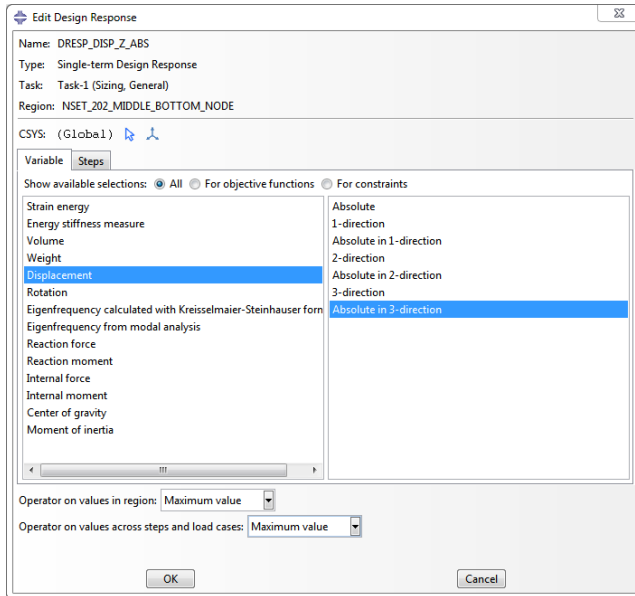 Edit Design Response
Name: DRESP_DISP_Z_ABS
Type: Single-term Design Response
Task: Task-1 (Sizing, General)
Region: NSET_202_MIDDLE_BOTTOM_NODE
CSYS: (Global)
Variable Steps
Show available selections: All For objective functions For constraints
Strain energy
Energy stiffness measure
Volume
Weight
Displacement
Rotation
Eigenfrequency calculated with Kreisselmaier-Steinhauser forn
Eigenfrequency from modal analysis
Reaction force
Reaction moment
Internal force
Internal moment
Center of gravity
Moment of inertia
Absolute
1-direction
Absolute in 1-direction
2-direction
Absolute in 2-direction
3-direction
Absolute in 3-direction
Operator on values in region: Maximum value
Operator on values across steps and load cases: Maximum value
OK Cancel